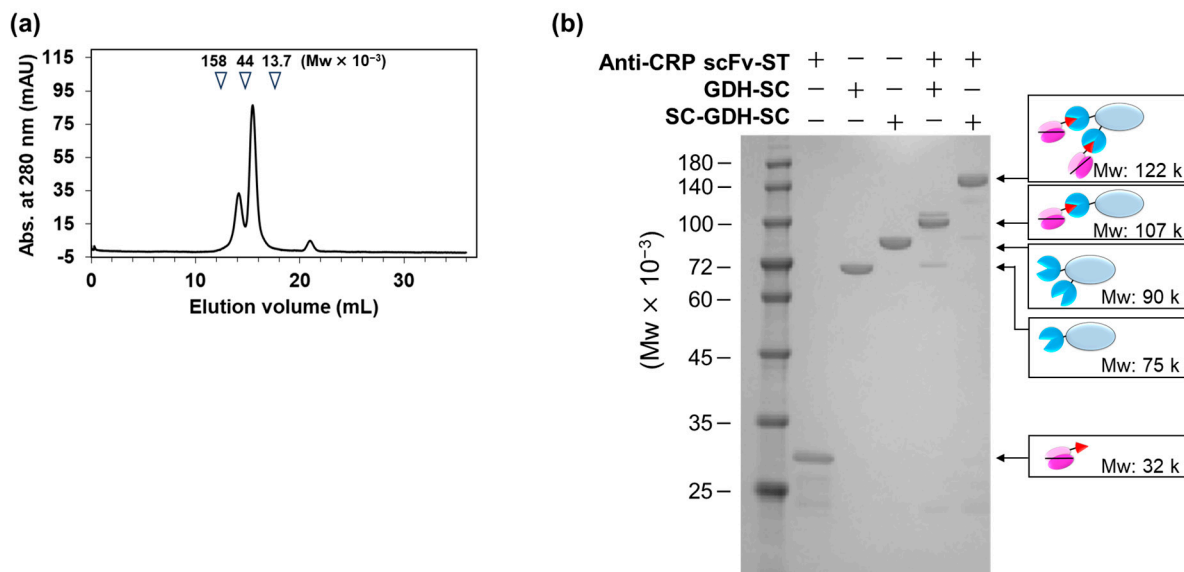 (a)
115
95
75
55
35
15
-5
Abs. at 280 nm (mAU)
158 44 13.7 (Mw × 10⁻³)
0 10 20 30
Elution volume (mL)
(b)
Anti-CRP scFv-ST + − − + +
GDH-SC − + − + −
SC-GDH-SC − − + − +
(Mw × 10⁻³)
180 –
140 –
100 –
72 –
60 –
45 –
35 –
25 –
Mw: 122 k
Mw: 107 k
Mw: 90 k
Mw: 75 k
Mw: 32 k